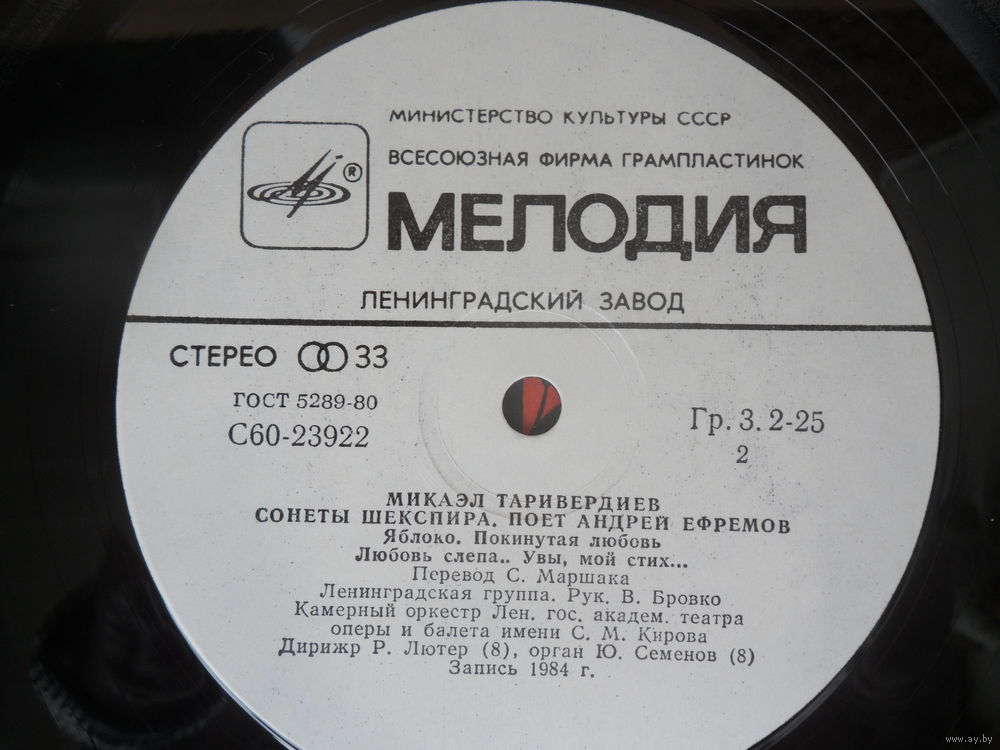 МИНИСТЕРСТВО КУЛЬТУРЫ СССР
ВСЕСОЮЗНАЯ ФИРМА ГРАМПЛАСТИНОК
®
МЕЛОДИЯ
ЛЕНИНГРАДСКИЙ ЗАВОД
СТЕРЕО 33
ГОСТ 5289-80
С60-23922
Гр. 3. 2-25
2
МИКАЭЛ ТАРИВЕРДИЕВ
СОНЕТЫ ШЕКСПИРА. ПОЕТ АНДРЕЙ ЕФРЕМОВ
Яблоко. Покинутая любовь
Любовь слепа.. Увы, мой стих...
Перевод С. Маршака
Ленинградская группа. Рук. В. Бровко
Камерный оркестр Лен. гос. академ. театра
оперы и балета имени С. М. Кирова
Дирижр Р. Лютер (8), орган Ю. Семенов (8)
Запись 1984 г.
www.ay.by